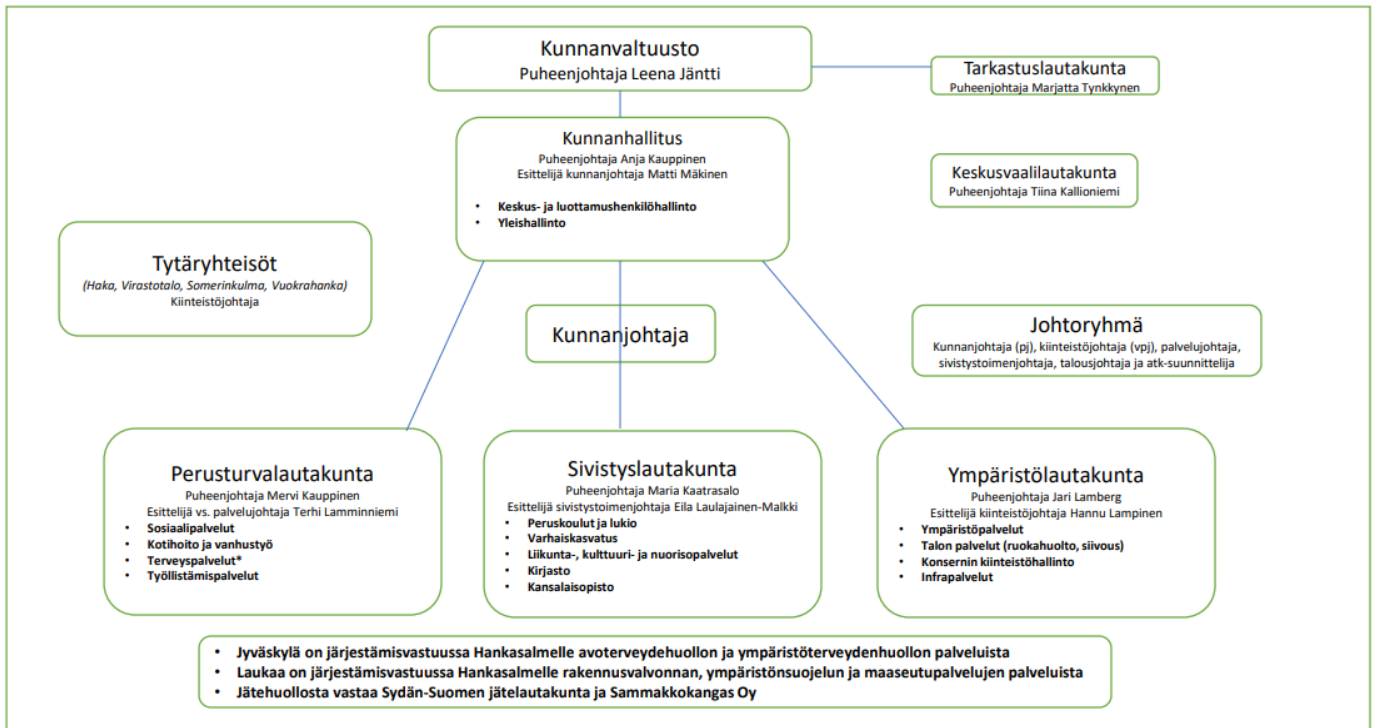 Kunnanvaltuusto
Puheenjohtaja Leena Jäntti
Tarkastuslautakunta
Puheenjohtaja Marjatta Tynkkynen
Kunnanhallitus
Puheenjohtaja Anja Kauppinen
Esittelijä kunnanjohtaja Matti Mäkinen
• Keskus- ja luottamushenkilöhallinto
• Yleishallinto
Keskusvaalilautakunta
Puheenjohtaja Tiina Kallioniemi
Tytäryhteisöt
(Haka, Virastotalo, Somerinkulma, Vuokrahanka)
Kiinteistöjohtaja
Kunnanjohtaja
Johtoryhmä
Kunnanjohtaja (pj), kiinteistöjohtaja (vpj), palvelujohtaja,
sivistystoimenjohtaja, talousjohtaja ja atk-suunnittelija
Perusturvalautakunta
Puheenjohtaja Mervi Kauppinen
Esittelijä vs. palvelujohtaja Terhi Lamminniemi
• Sosiaalipalvelut
• Kotihoito ja vanhustyö
• Terveyspalvelut*
• Työllistämispalvelut
Sivistyslautakunta
Puheenjohtaja Maria Kaatrasalo
Esittelijä sivistystoimenjohtaja Eila Laulajainen-Malkki
• Peruskoulut ja lukio
• Varhaiskasvatus
• Liikunta-, kulttuuri- ja nuorisopalvelut
• Kirjasto
• Kansalaisopisto
Ympäristölautakunta
Puheenjohtaja Jari Lamberg
Esittelijä kiinteistöjohtaja Hannu Lampinen
• Ympäristöpalvelut
• Talon palvelut (ruokahuolto, siivous)
• Konsernin kiinteistöhallinto
• Infrapalvelut
• Jyväskylä on järjestämisvastuussa Hankasalmelle avoterveydehuollon ja ympäristöterveydenhuollon palveluista
• Laukaa on järjestämisvastuussa Hankasalmelle rakennusvalvonnan, ympäristönsuojelun ja maaseutupalvelujen palveluista
• Jätehuollosta vastaa Sydän-Suomen jätelautakunta ja Sammakkokangas Oy